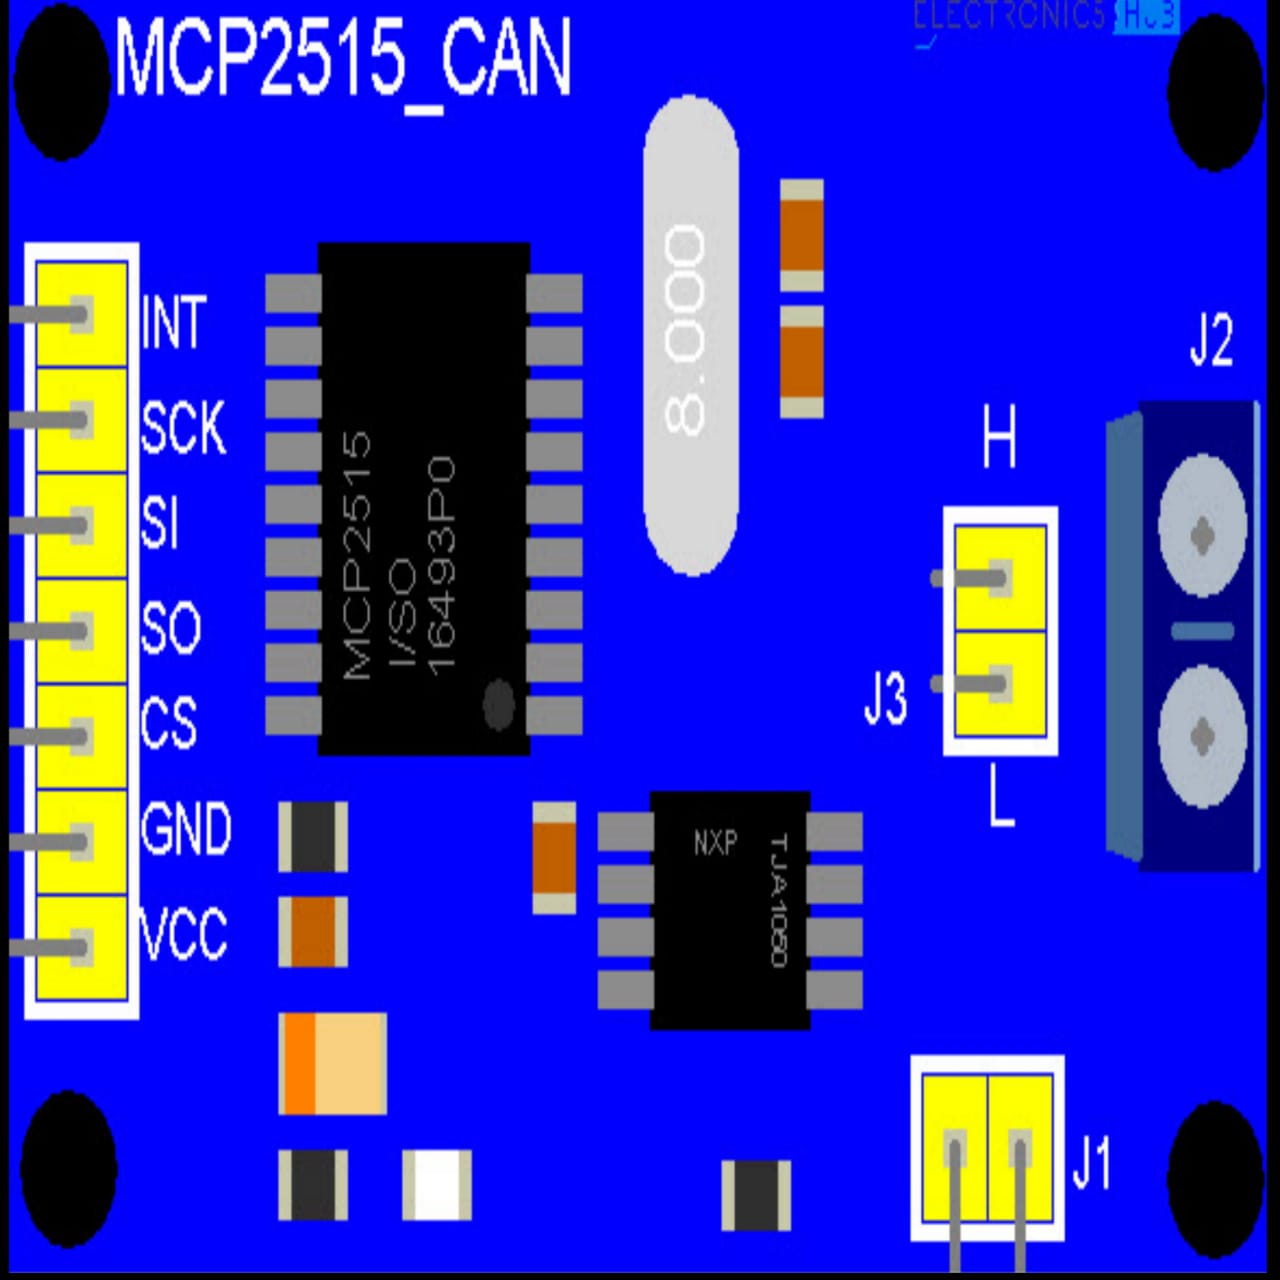 MCP2515_CAN
ELECTRONICS HUB
INT
SCK
SI
SO
CS
GND
VCC
MCP2515
I/SO
16493P0
8.000
J2
H
J3
L
NXP
TJA1050
J1